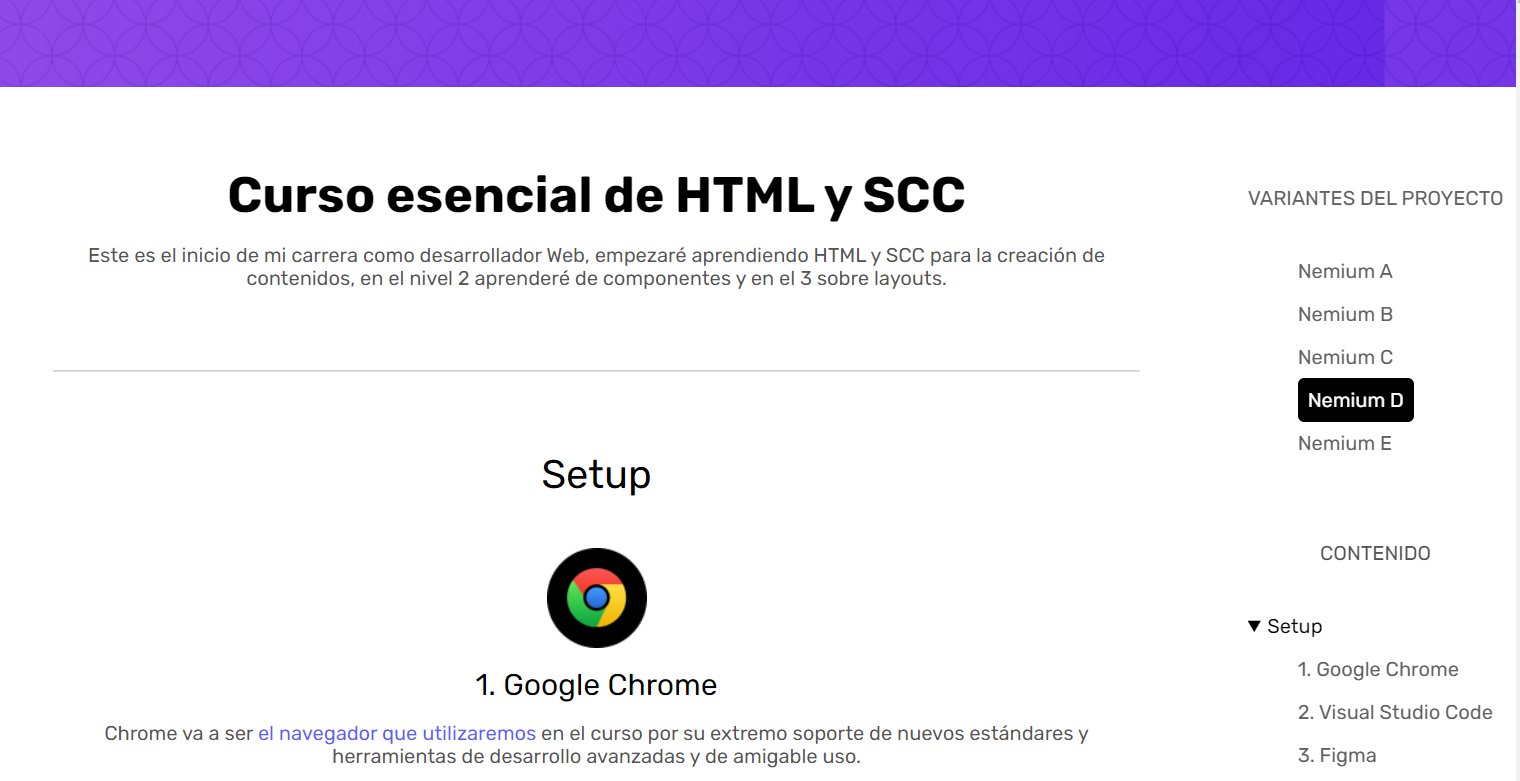 Curso esencial de HTML y SCC
Este es el inicio de mi carrera como desarrollador Web, empezaré aprendiendo HTML y SCC para la creación de
contenidos, en el nivel 2 aprenderé de componentes y en el 3 sobre layouts.
Setup
1. Google Chrome
Chrome va a ser el navegador que utilizaremos en el curso por su extremo soporte de nuevos estándares y
herramientas de desarrollo avanzadas y de amigable uso.
VARIANTES DEL PROYECTO
Nemium A
Nemium B
Nemium C
Nemium D
Nemium E
CONTENIDO
▼ Setup
1. Google Chrome
2. Visual Studio Code
3. Figma